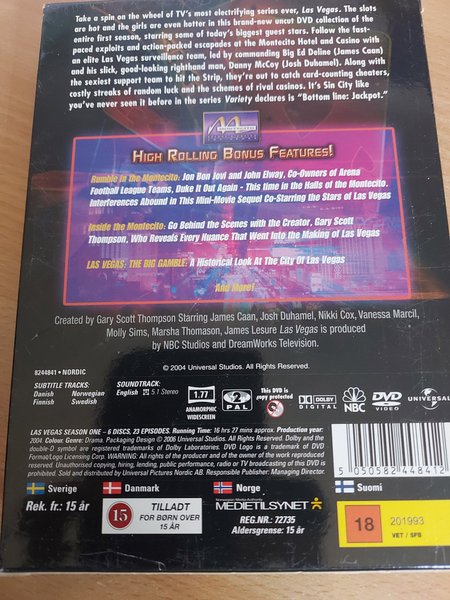 Take a spin on the wheel of TV's most electrifying series ever, Las Vegas. The slots
are hot and the girls are even hotter in this brand-new uncut DVD collection of the
entire first season, starring some of today's biggest guest stars. Follow the fast-
paced exploits and action-packed escapades at the Montecito Hotel and Casino with
an elite Las Vegas surveillance team, led by commanding Big Ed Deline (James Caan)
and his slick, good-looking right-hand man, Danny McCoy (Josh Duhamel). Along with
the sexiest support team to hit the Strip, they're out to catch card-counting cheaters,
costly streaks of random luck and the schemes of rival casinos. It's Sin City like
you've never seen it before in the series Variety declares is "Bottom line: Jackpot."
HIGH ROLLING BONUS FEATURES!
Rumble in the Montecito: Jon Bon Jovi and John Elway, Co-Owners of Arena
Football League Teams, Duke It Out Again - This time in the Halls of the Montecito.
Interferences Abound in This Mini-Movie Sequel Co-Starring the Stars of Las Vegas
Inside the Montecito: Go Behind the Scenes with the Creator, Gary Scott
Thompson, Who Reveals Every Nuance That Went Into the Making of Las Vegas
LAS VEGAS: THE BIG GAMBLE: A Historical Look At The City Of Las Vegas
And More!
Created by Gary Scott Thompson Starring James Caan, Josh Duhamel, Nikki Cox, Vanessa Marcil,
Molly Sims, Marsha Thomason, James Lesure Las Vegas is produced
by NBC Studios and DreamWorks Television.
© 2004 Universal Studios. All Rights Reserved.
8244841 • NORDIC
SUBTITLE TRACKS:
Danish Norwegian
Finnish Swedish
SOUNDTRACK:
English 5.1 Stereo
1.77
ANAMORPHIC
WIDESCREEN
2
PAL
This DVD is
copy protected
DOLBY
DIGITAL
NBC
DVD
VIDEO
UNIVERSAL
LAS VEGAS SEASON ONE – 6 DISCS, 23 EPISODES. Running Time: 16 hrs 27 mins approx. Production year:
2004. Colour. Genre: Drama. Packaging Design © 2006 Universal Studios. All Rights Reserved. Dolby and the
double-D symbol are registered trademarks of Dolby Laboratories. DVD Logo is a trademark of DVD
Format/Logo Licensing Corp. WARNING: All WARNING: All copyright and of the owner of the work reproduced
reserved. Unauthorised copying, hiring, lending, public performance, radio or TV broadcasting of this DVD is
prohibited. Sold and distributed by Universal Pictures Nordic AB. Responsible Publisher: Managing Director.
5 050582 448412
Sverige
Rek. fr.: 15 år
Danmark
15
TILLADT
FOR BØRN OVER
15 ÅR
Norge
MEDIETILSYNET
REG.NR: 72735
Aldersgrense: 15 år
Suomi
18
201993
VET / SFB